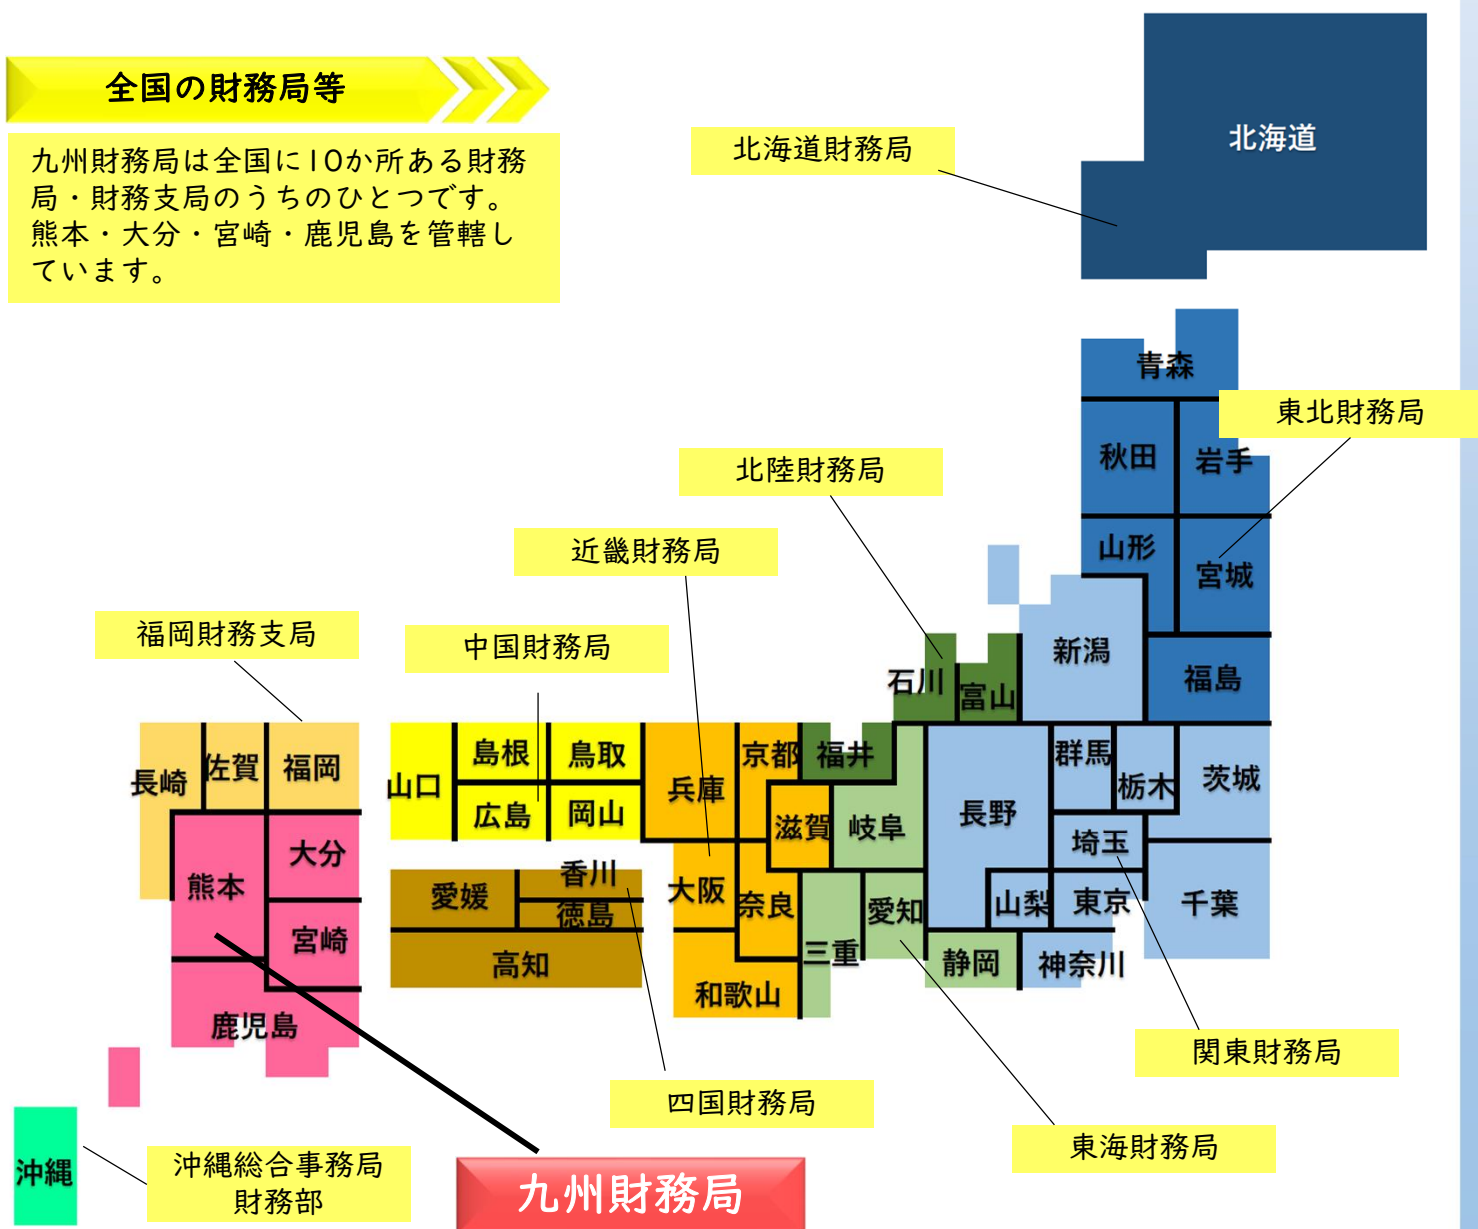 全国の財務局等
九州財務局は全国に10か所ある財務
局・財務支局のうちのひとつです。
熊本・大分・宮崎・鹿児島を管轄し
ています。
北海道財務局
北海道
青森
東北財務局
秋田
岩手
北陸財務局
山形
宮城
近畿財務局
福岡財務支局
中国財務局
新潟
石川
富山
福島
長崎
佐賀
福岡
山口
島根
鳥取
兵庫
京都
福井
群馬
栃木
茨城
広島
岡山
滋賀
岐阜
長野
埼玉
大分
熊本
愛媛
香川
徳島
大阪
奈良
愛知
山梨
東京
千葉
宮崎
高知
三重
静岡
神奈川
和歌山
鹿児島
関東財務局
四国財務局
東海財務局
沖縄
沖縄総合事務局
財務部
九州財務局